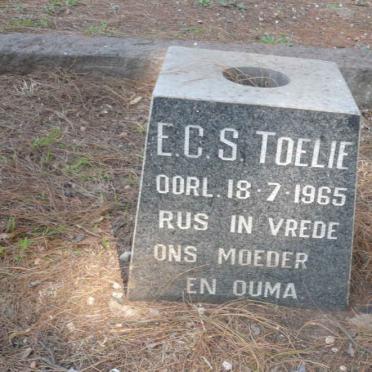 E.C.S. TOELIE
OORL. 18-7-1965
RUS IN VREDE
ONS MOEDER
EN OUMA